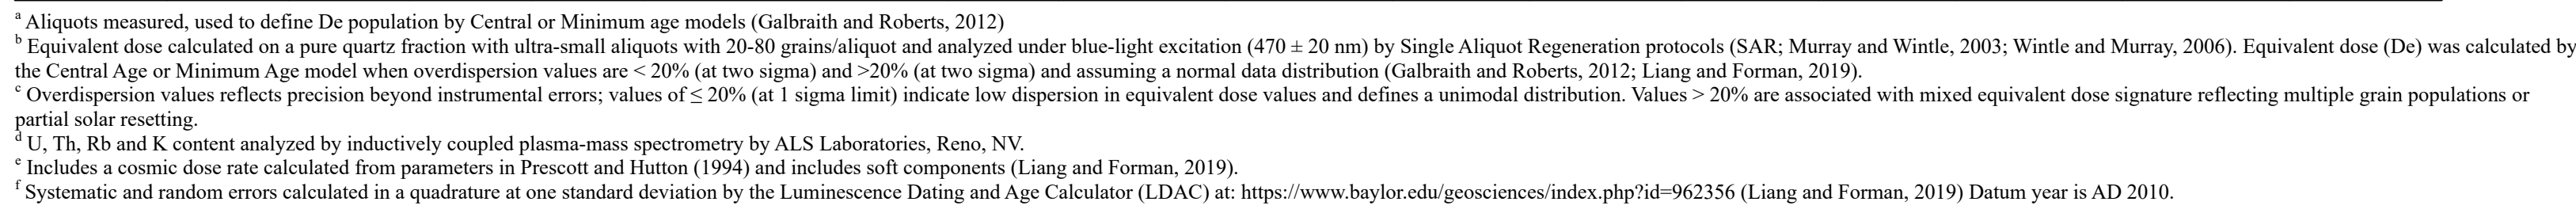 a Aliquots measured, used to define De population by Central or Minimum age models (Galbraith and Roberts, 2012)
b Equivalent dose calculated on a pure quartz fraction with ultra-small aliquots with 20-80 grains/aliquot and analyzed under blue-light excitation (470 ± 20 nm) by Single Aliquot Regeneration protocols (SAR; Murray and Wintle, 2003; Wintle and Murray, 2006). Equivalent dose (De) was calculated by
the Central Age or Minimum Age model when overdispersion values are < 20% (at two sigma) and >20% (at two sigma) and assuming a normal data distribution (Galbraith and Roberts, 2012; Liang and Forman, 2019).
c Overdispersion values reflects precision beyond instrumental errors; values of ≤ 20% (at 1 sigma limit) indicate low dispersion in equivalent dose values and defines a unimodal distribution. Values > 20% are associated with mixed equivalent dose signature reflecting multiple grain populations or
partial solar resetting.
d U, Th, Rb and K content analyzed by inductively coupled plasma-mass spectrometry by ALS Laboratories, Reno, NV.
e Includes a cosmic dose rate calculated from parameters in Prescott and Hutton (1994) and includes soft components (Liang and Forman, 2019).
f Systematic and random errors calculated in a quadrature at one standard deviation by the Luminescence Dating and Age Calculator (LDAC) at: https://www.baylor.edu/geosciences/index.php?id=962356 (Liang and Forman, 2019) Datum year is AD 2010.